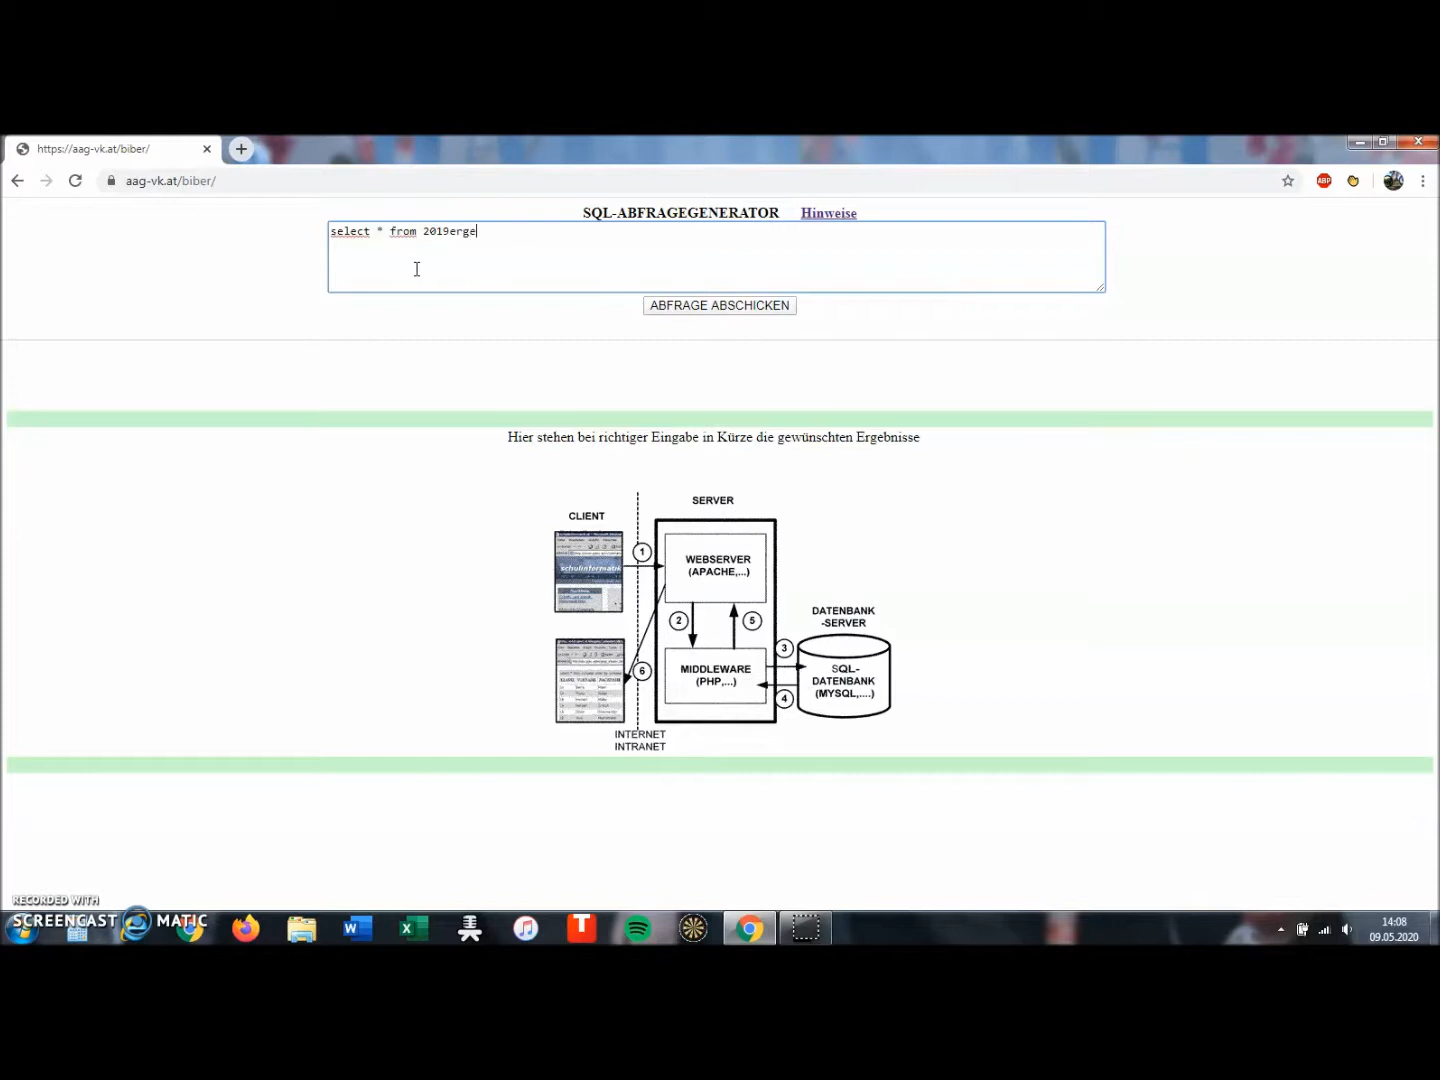 https://aag-vk.at/biber/
aag-vk.at/biber/
ABP
SQL-ABFRAGEGENERATOR Hinweise
select * from 2019erge
ABFRAGE ABSCHICKEN
Hier stehen bei richtiger Eingabe in Kürze die gewünschten Ergebnisse
SERVER
CLIENT
1
WEBSERVER
(APACHE,...)
schulinformatik
DATENBANK
-SERVER
2
5
3
SQL-
DATENBANK
(MYSQL,....)
MIDDLEWARE
(PHP,...)
6
4
INTERNET
INTRANET
RECORDED WITH
SCREENCAST MATIC
W
X
T
14:08
09.05.2020